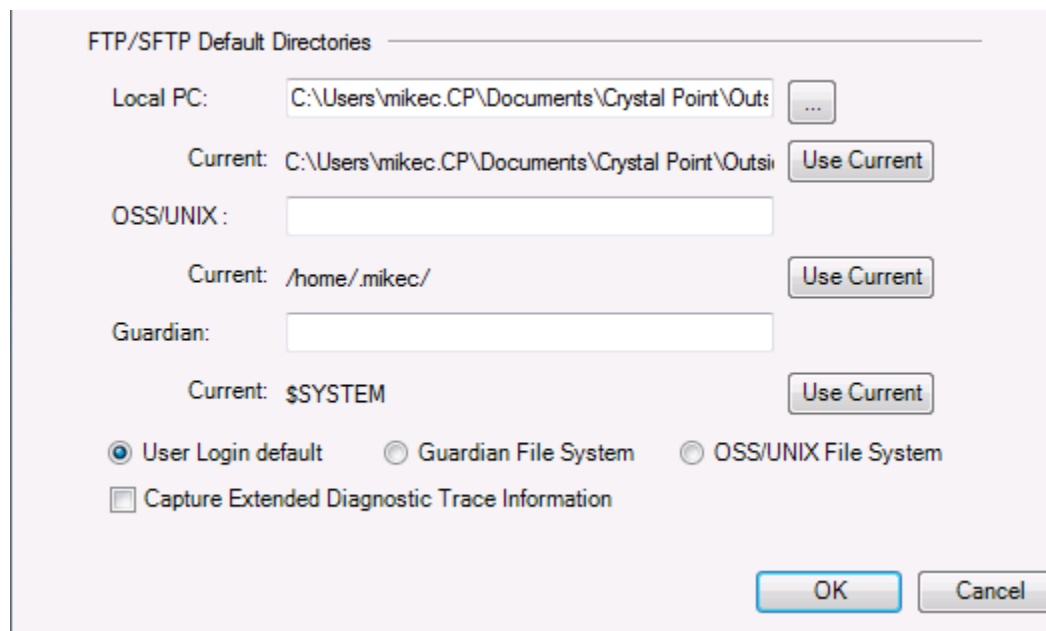 FTP/SFTP Default Directories
Local PC: C:\Users\mikec.CP\Documents\Crystal Point\Outs ...
Current: C:\Users\mikec.CP\Documents\Crystal Point\Outsi Use Current
OSS/UNIX :
Current: /home/.mikec/ Use Current
Guardian:
Current: $SYSTEM Use Current
User Login default Guardian File System OSS/UNIX File System
Capture Extended Diagnostic Trace Information
OK Cancel